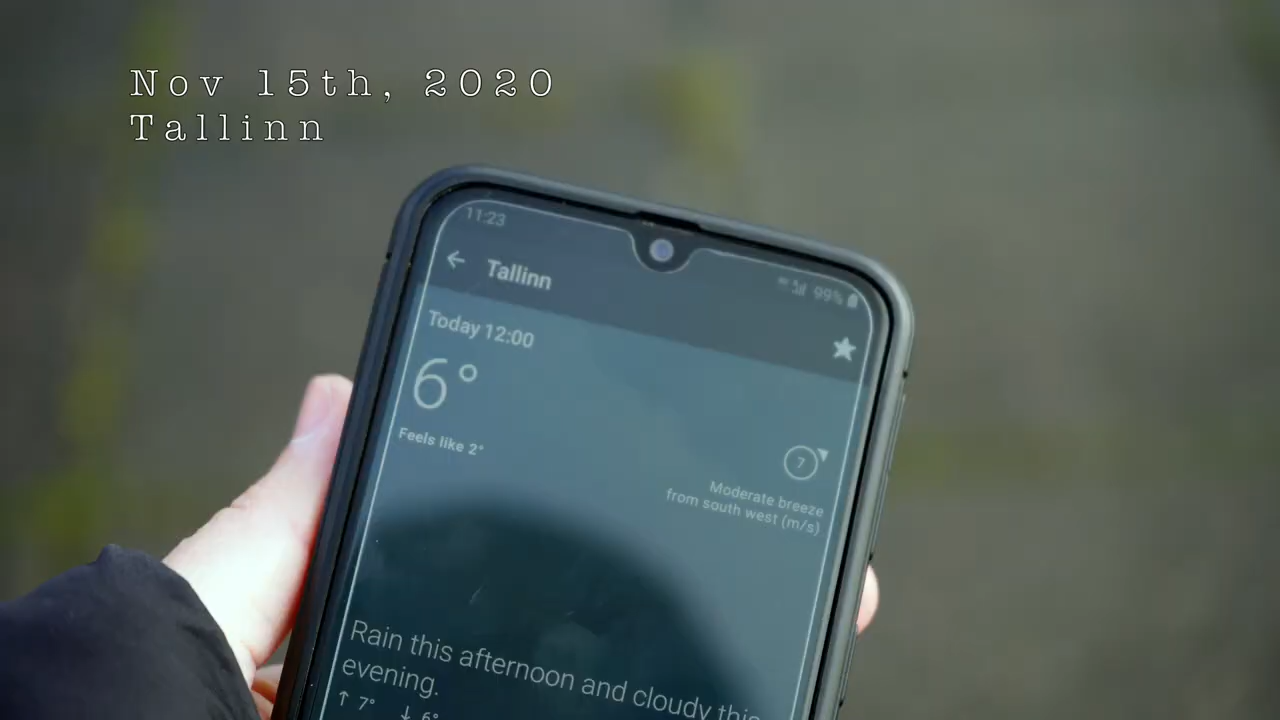 Nov 15th, 2020
Tallinn
11:23
99%
← Tallinn
Today 12:00
6°
Feels like 2°
7
Moderate breeze
from south west (m/s)
Rain this afternoon and cloudy this
evening.
↑ 7° ↓ 6°